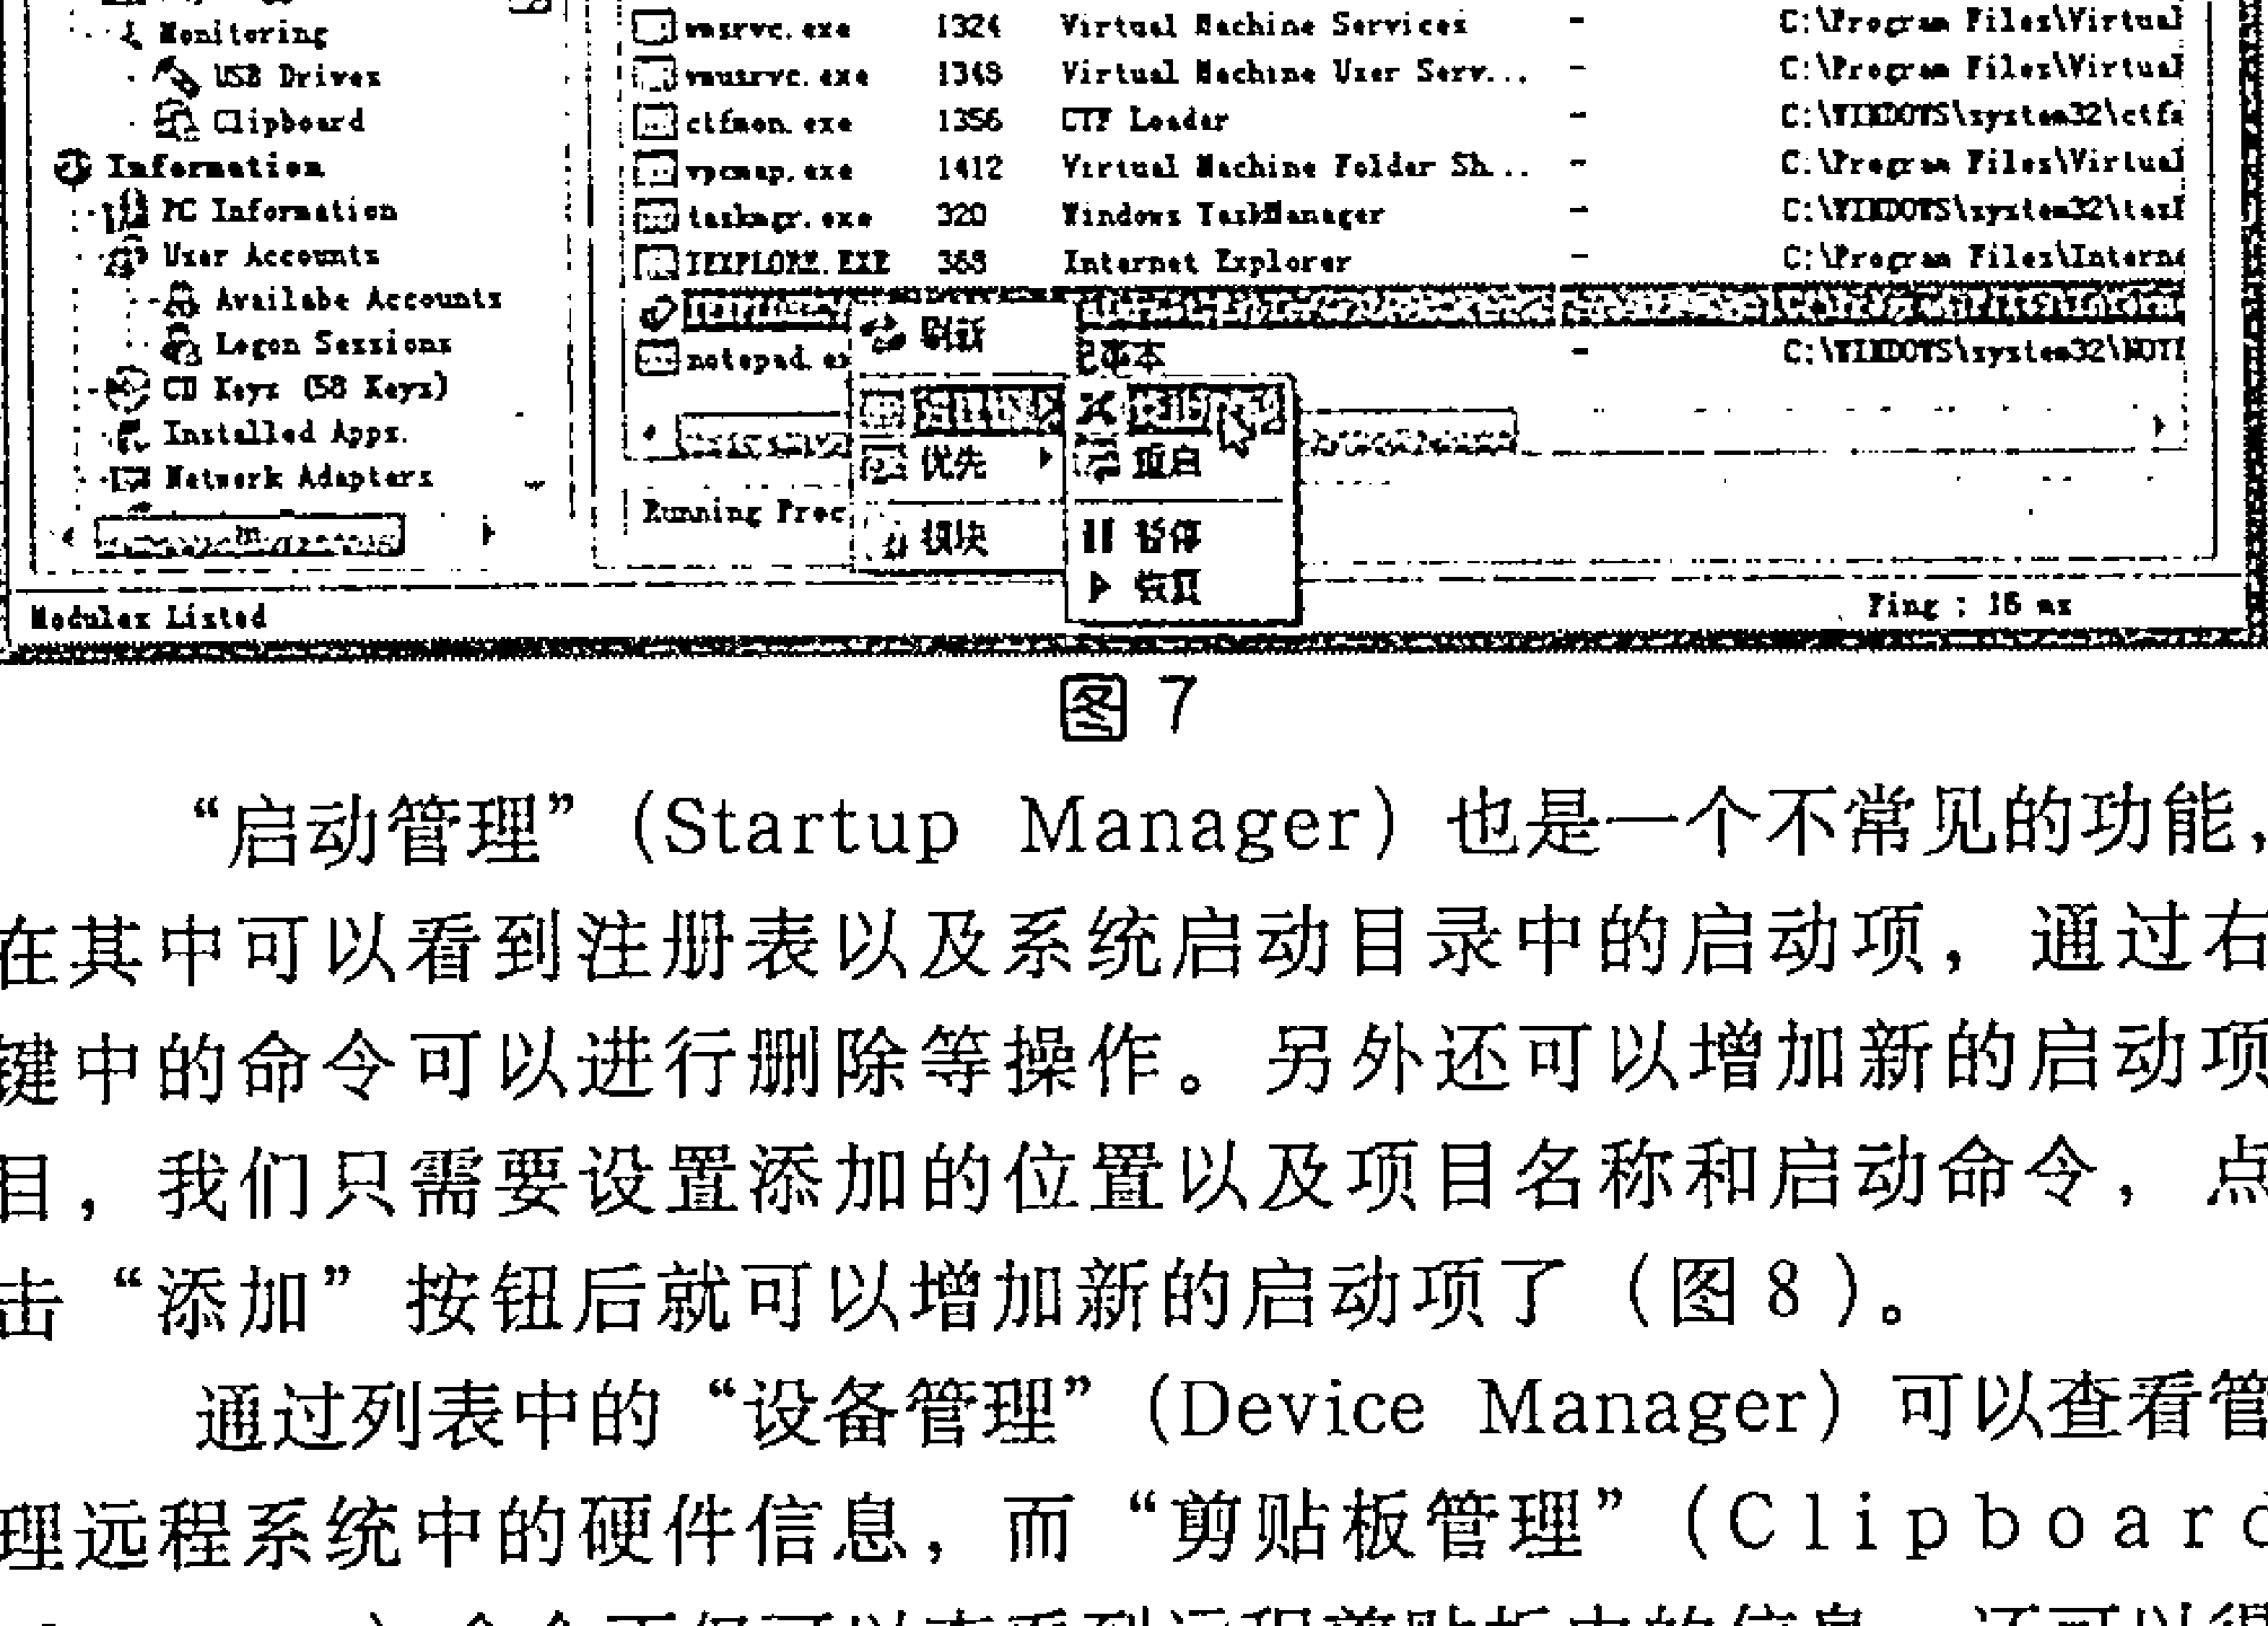 Monitoring
USB Drives
Clipboard
Information
PC Information
User Accounts
Availabe Accounts
Logon Sessions
CD Keys (58 Keys)
Installed Apps.
Network Adapters
vmsrvc.exe 1324 Virtual Machine Services - C:\Program Files\Virtual
vmusrvc.exe 1348 Virtual Machine User Serv... - C:\Program Files\Virtual
ctfmon.exe 1356 CTF Loader - C:\WINDOWS\system32\ctfm
vpcmap.exe 1412 Virtual Machine Folder Sh... - C:\Program Files\Virtual
taskmgr.exe 320 Windows TaskManager - C:\WINDOWS\system32\task
IEXPLORE.EXE 388 Internet Explorer - C:\Program Files\Interne
notepad.ex 记事本 - C:\WINDOWS\system32\NOTE
刷新
优先
模块
重启
暂停
恢复
Running Proc
Modules Listed
Ping : 16 ms
图 7
“启动管理”（Startup Manager）也是一个不常见的功能，
在其中可以看到注册表以及系统启动目录中的启动项，通过右
键中的命令可以进行删除等操作。另外还可以增加新的启动项
目，我们只需要设置添加的位置以及项目名称和启动命令，点
击“添加”按钮后就可以增加新的启动项了（图 8）。
通过列表中的“设备管理”（Device Manager）可以查看管
理远程系统中的硬件信息，而“剪贴板管理”（Clipboard